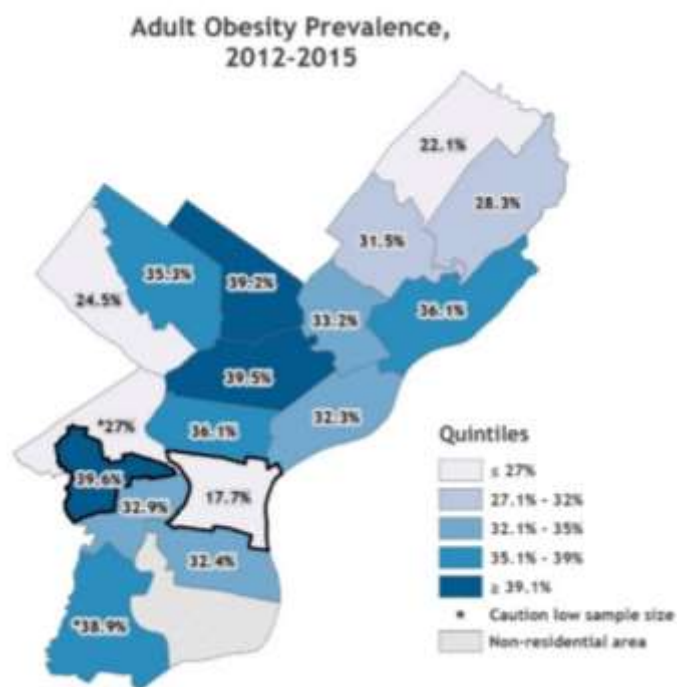 Adult Obesity Prevalence,
2012-2015
22.1%
28.3%
31.5%
35.3%
39.2%
24.5%
33.2%
36.1%
39.5%
32.3%
*27%
36.1%
39.6%
17.7%
32.9%
32.4%
*38.9%
Quintiles
≤ 27%
27.1% - 32%
32.1% - 35%
35.1% - 39%
≥ 39.1%
* Caution low sample size
Non-residential area